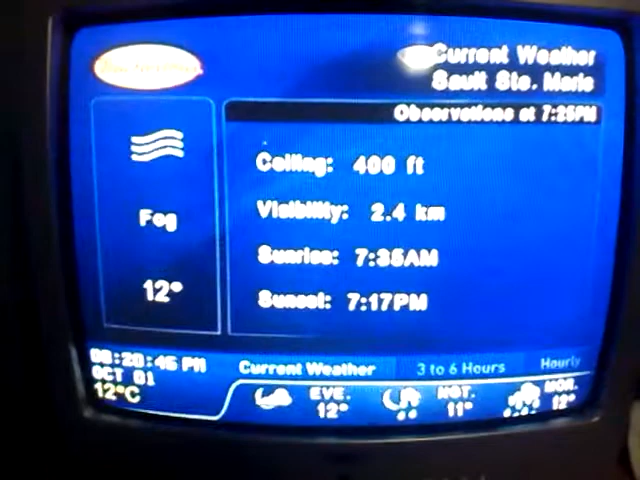 Current Weather
Sault Ste. Marie
Observations at 7:25PM
Ceiling: 400 ft
Visibility: 2.4 km
Fog
Sunrise: 7:35AM
12°
Sunset: 7:17PM
08:20:45 PM
OCT 01
12°C
Current Weather
3 to 6 Hours
Hourly
EVE.
12°
NGT.
11°
MOR.
12°